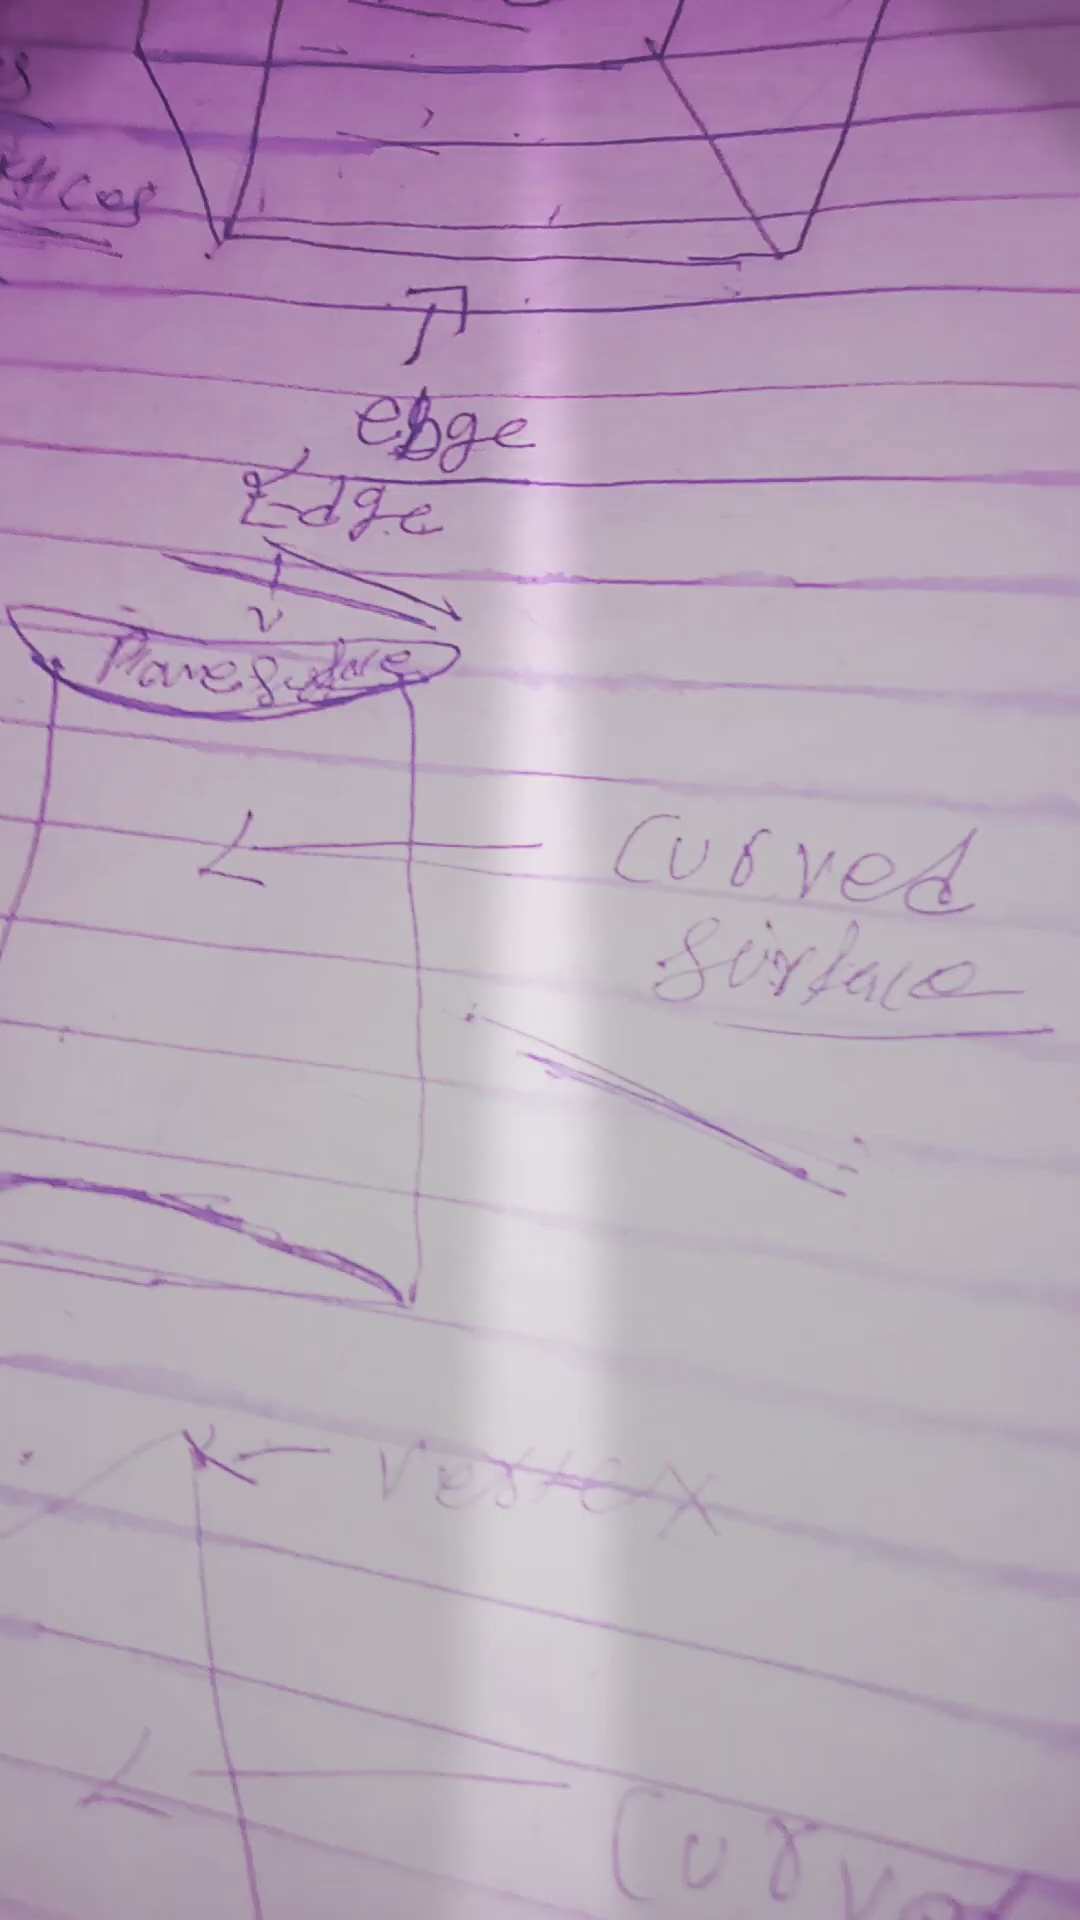 edge
Edge
Plane Surface
Curved
Surface
Vertex
Curved